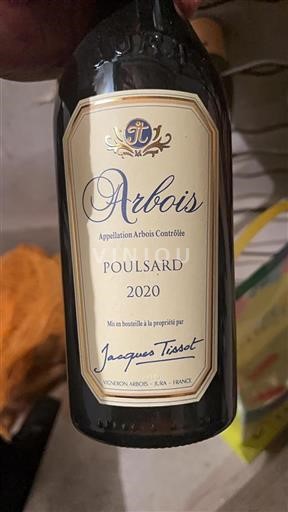 JURA
JT
Arbois
Appellation Arbois Contrôlée
VINIOU
POULSARD
2020
Mis en bouteille à la propriété par
Jacques Tissot
VIGNERON ARBOIS - JURA - FRANCE